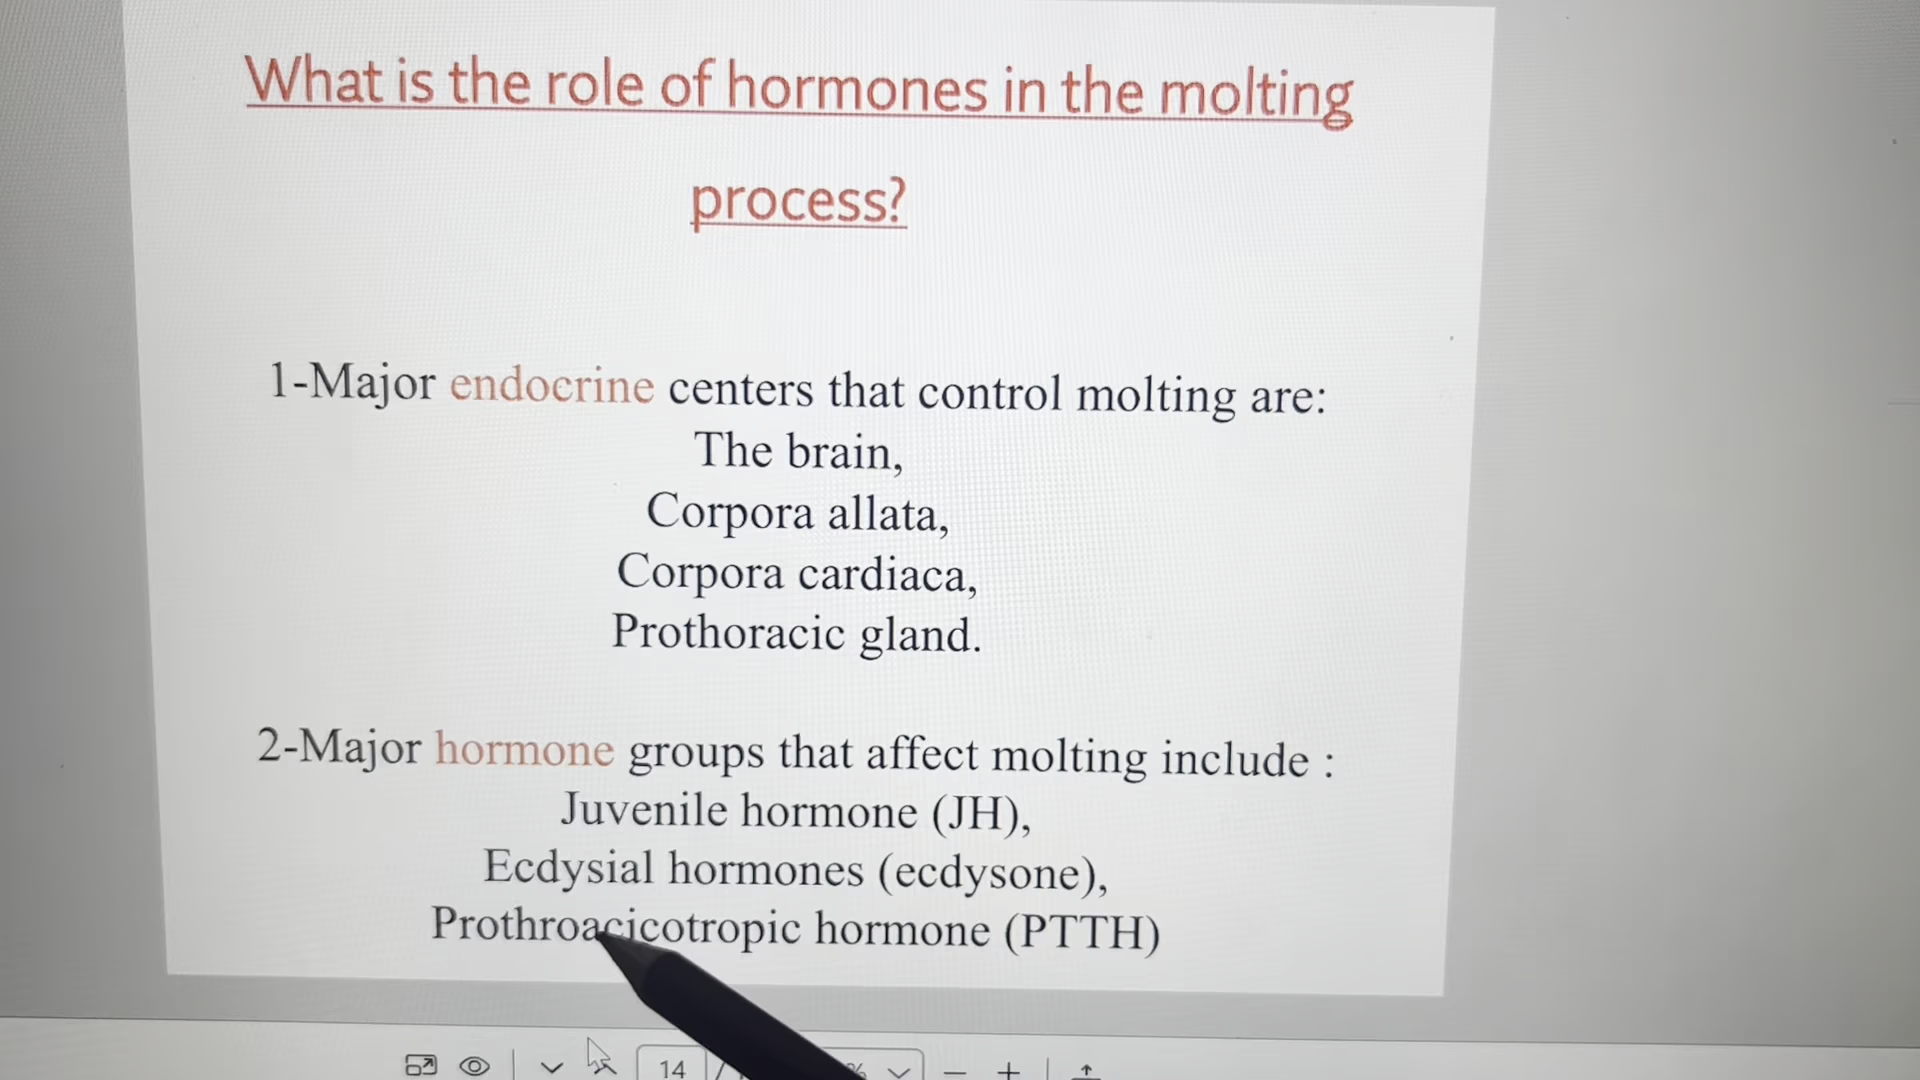 What is the role of hormones in the molting
process?
1-Major endocrine centers that control molting are:
The brain,
Corpora allata,
Corpora cardiaca,
Prothoracic gland.
2-Major hormone groups that affect molting include :
Juvenile hormone (JH),
Ecdysial hormones (ecdysone),
Prothroacicotropic hormone (PTTH)
14 /
%